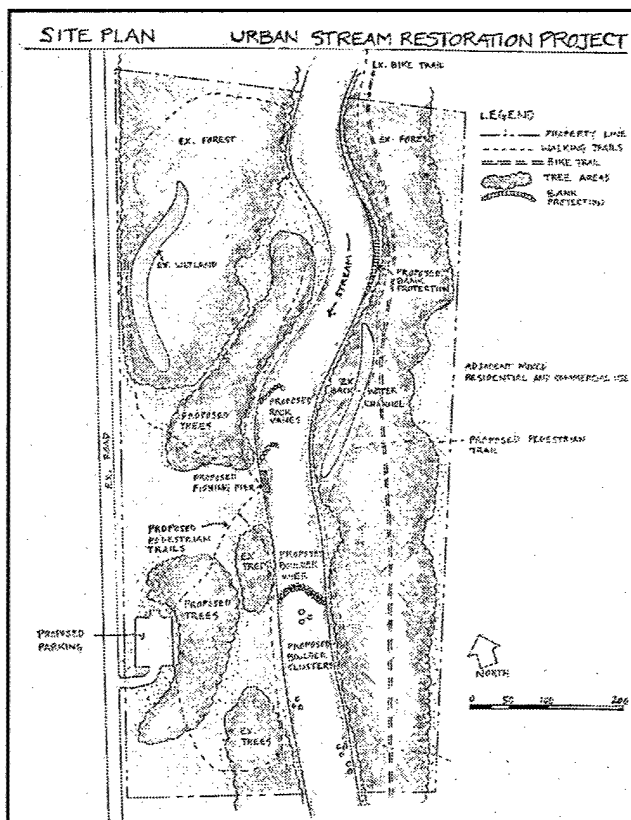 SITE PLAN
URBAN STREAM RESTORATION PROJECT
EX. BIKE TRAIL
EX. FOREST
EX. FOREST
LEGEND
PROPERTY LINE
WALKING TRAILS
BIKE TRAIL
TREE AREAS
BANK
PROTECTION
EX. WETLAND
STREAM
PROPOSED
BANK
PROTECTION
ADJACENT MIXED
RESIDENTIAL AND COMMERCIAL USE
EX. BACK WATER
CHANNEL
PROPOSED
ROCK
VANES
PROPOSED
TREES
PROPOSED PEDESTRIAN
TRAIL
EX. ROAD
PROPOSED
FISHING PIER
PROPOSED
PEDESTRIAN
TRAILS
EX.
TREES
PROPOSED
BOULDER
PROPOSED
TREES
PROPOSED
PARKING
PROPOSED
BOULDER
CLUSTERS
NORTH
0 50 100 200
EX.
TREES